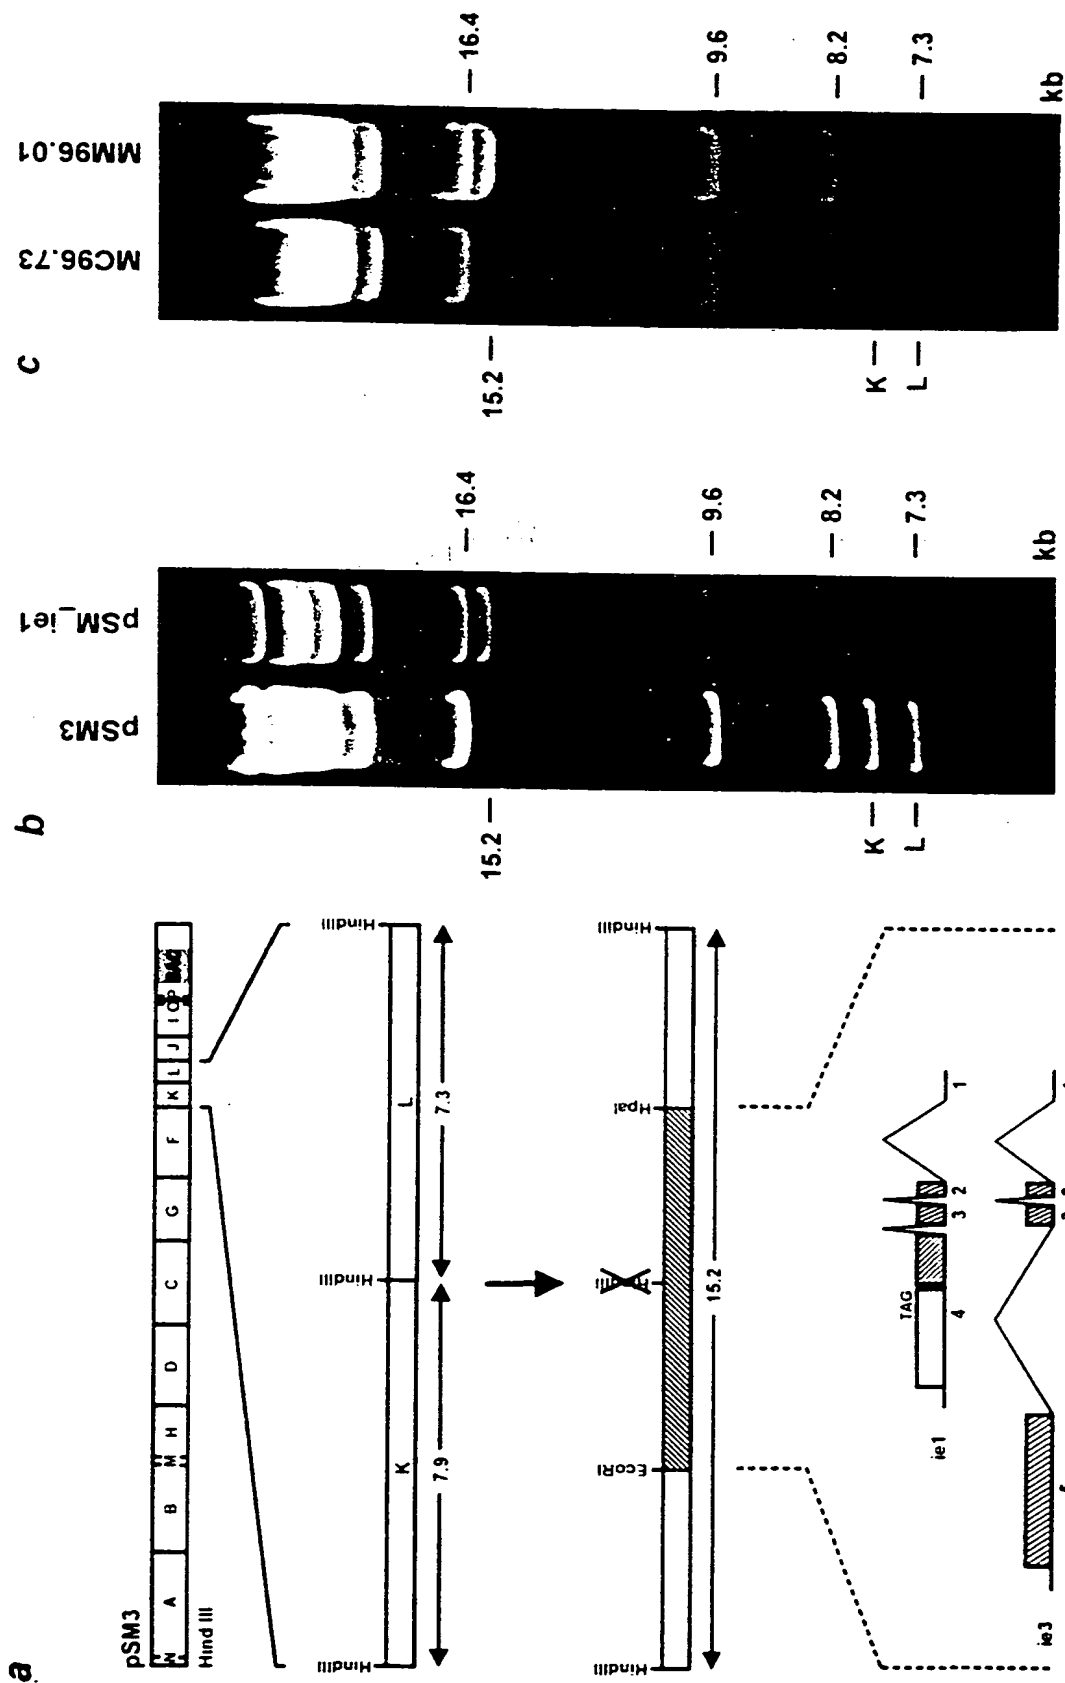 a
pSM3
Hind III
N A B M H D C G F K L J I O P BAC
HindIII HindIII HindIII
K L
7.9 7.3
HindIII EcoRI HpaI HindIII
15.2
TAG
ie1 4 3 2 1
ie3
b
pSM3 pSM_ie1
15.2 —
K —
L —
— 16.4
— 9.6
— 8.2
— 7.3
kb
c
MC96.73 MM96.01
15.2 —
K —
L —
— 16.4
— 9.6
— 8.2
— 7.3
kb